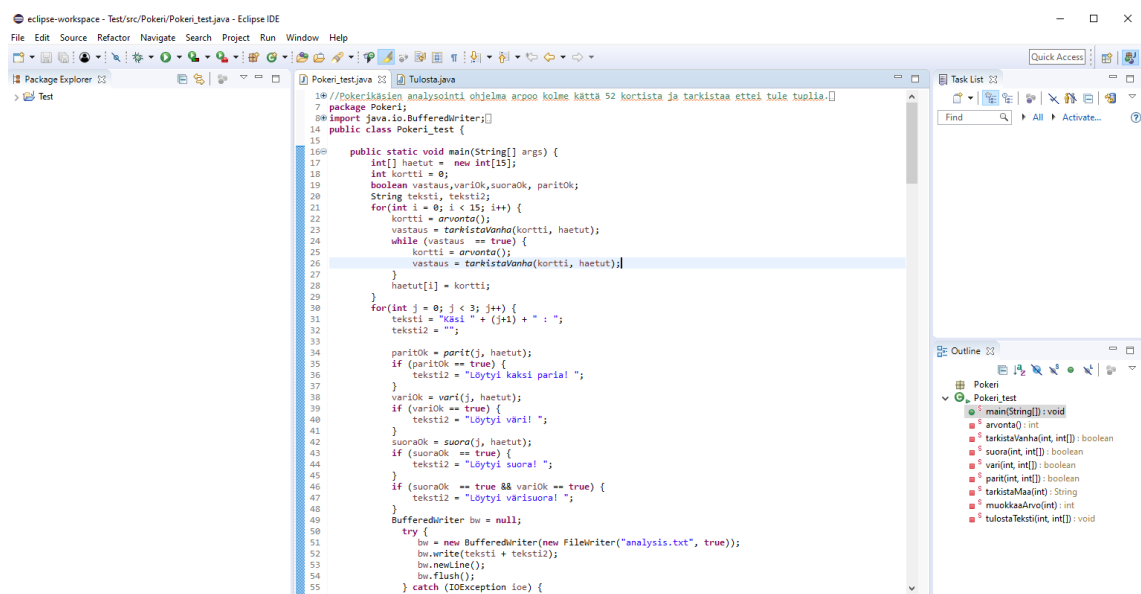 eclipse-workspace - Test/src/Pokeri/Pokeri_test.java - Eclipse IDE
File Edit Source Refactor Navigate Search Project Run Window Help
Quick Access
Package Explorer
Test
Pokeri_test.java
Tulosta.java
1 //Pokerikäsien analysointi ohjelma arpoo kolme kättä 52 kortista ja tarkistaa ettei tule tuplia.
7 package Pokeri;
8 import java.io.BufferedWriter;
14 public class Pokeri_test {
15
16 public static void main(String[] args) {
17 int[] haetut = new int[15];
18 int kortti = 0;
19 boolean vastaus,variOk,suoraOk, paritOk;
20 String teksti, teksti2;
21 for(int i = 0; i < 15; i++) {
22 kortti = arvonta();
23 vastaus = tarkistaVanha(kortti, haetut);
24 while (vastaus == true) {
25 kortti = arvonta();
26 vastaus = tarkistaVanha(kortti, haetut);
27 }
28 haetut[i] = kortti;
29 }
30 for(int j = 0; j < 3; j++) {
31 teksti = "Käsi " + (j+1) + " : ";
32 teksti2 = "";
33
34 paritOk = parit(j, haetut);
35 if (paritOk == true) {
36 teksti2 = "Löytyi kaksi paria! ";
37 }
38 variOk = vari(j, haetut);
39 if (variOk == true) {
40 teksti2 = "Löytyi väri! ";
41 }
42 suoraOk = suora(j, haetut);
43 if (suoraOk == true) {
44 teksti2 = "Löytyi suora! ";
45 }
46 if (suoraOk == true && variOk == true) {
47 teksti2 = "Löytyi värisuora! ";
48 }
49 BufferedWriter bw = null;
50 try {
51 bw = new BufferedWriter(new FileWriter("analysis.txt", true));
52 bw.write(teksti + teksti2);
53 bw.newLine();
54 bw.flush();
55 } catch (IOException ioe) {
Task List
Find
All
Activate...
Outline
Pokeri
Pokeri_test
main(String[]) : void
arvonta() : int
tarkistaVanha(int, int[]) : boolean
suora(int, int[]) : boolean
vari(int, int[]) : boolean
parit(int, int[]) : boolean
tarkistaMaa(int) : String
muokkaaArvo(int) : int
tulostaTeksti(int, int[]) : void